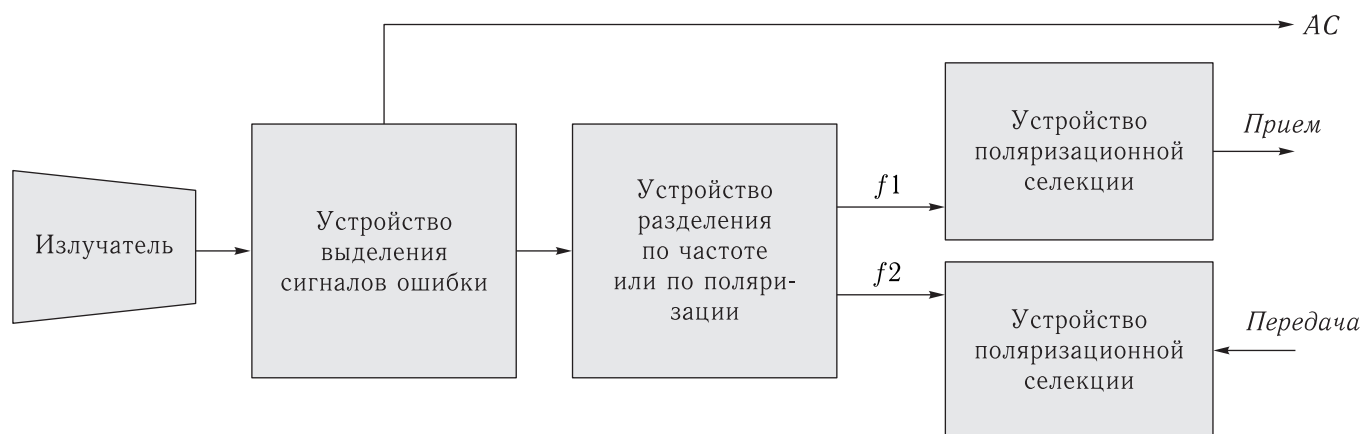 АС
Излучатель
Устройство
выделения
сигналов ошибки
Устройство
разделения
по частоте
или по поляри-
зации
f1
f2
Устройство
поляризационной
селекции
Прием
Устройство
поляризационной
селекции
Передача